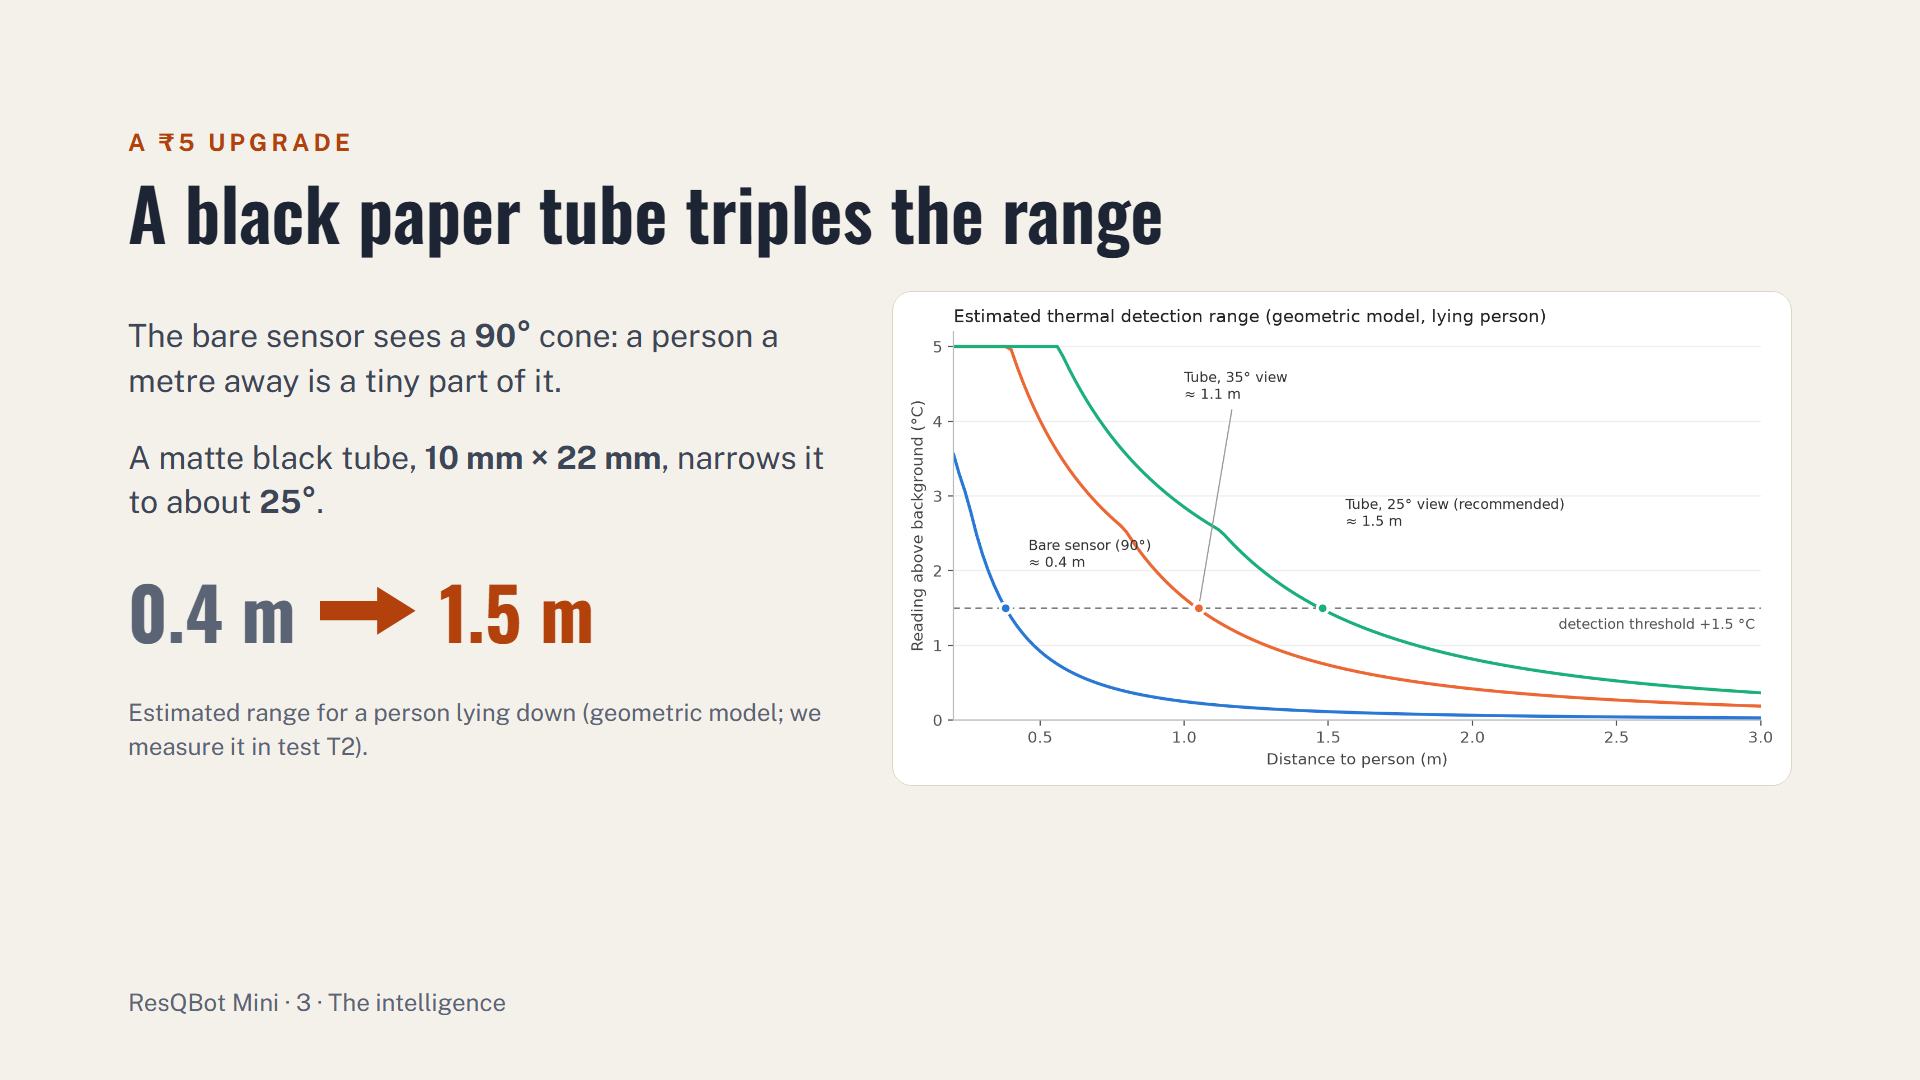 A ₹5 UPGRADE
A black paper tube triples the range
The bare sensor sees a 90° cone: a person a
metre away is a tiny part of it.
A matte black tube, 10 mm × 22 mm, narrows it
to about 25°.
0.4 m 1.5 m
Estimated range for a person lying down (geometric model; we
measure it in test T2).
Estimated thermal detection range (geometric model, lying person)
Reading above background (°C)
5
4
3
2
1
0
Tube, 35° view
≈ 1.1 m
Tube, 25° view (recommended)
≈ 1.5 m
Bare sensor (90°)
≈ 0.4 m
detection threshold +1.5 °C
0.5 1.0 1.5 2.0 2.5 3.0
Distance to person (m)
ResQBot Mini · 3 · The intelligence